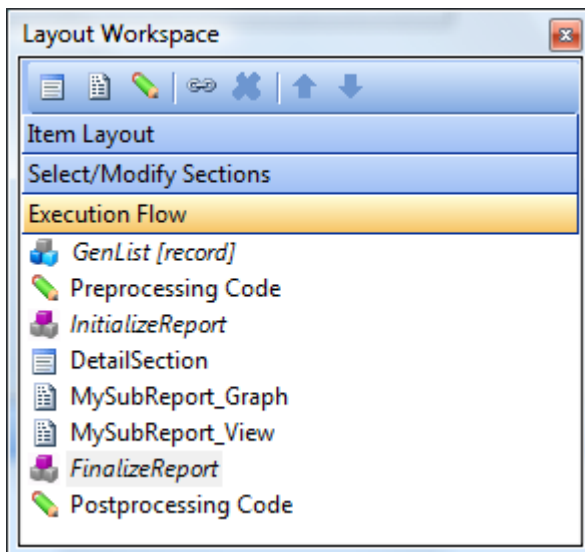 Layout Workspace
Item Layout
Select/Modify Sections
Execution Flow
GenList [record]
Preprocessing Code
InitializeReport
DetailSection
MySubReport_Graph
MySubReport_View
FinalizeReport
Postprocessing Code